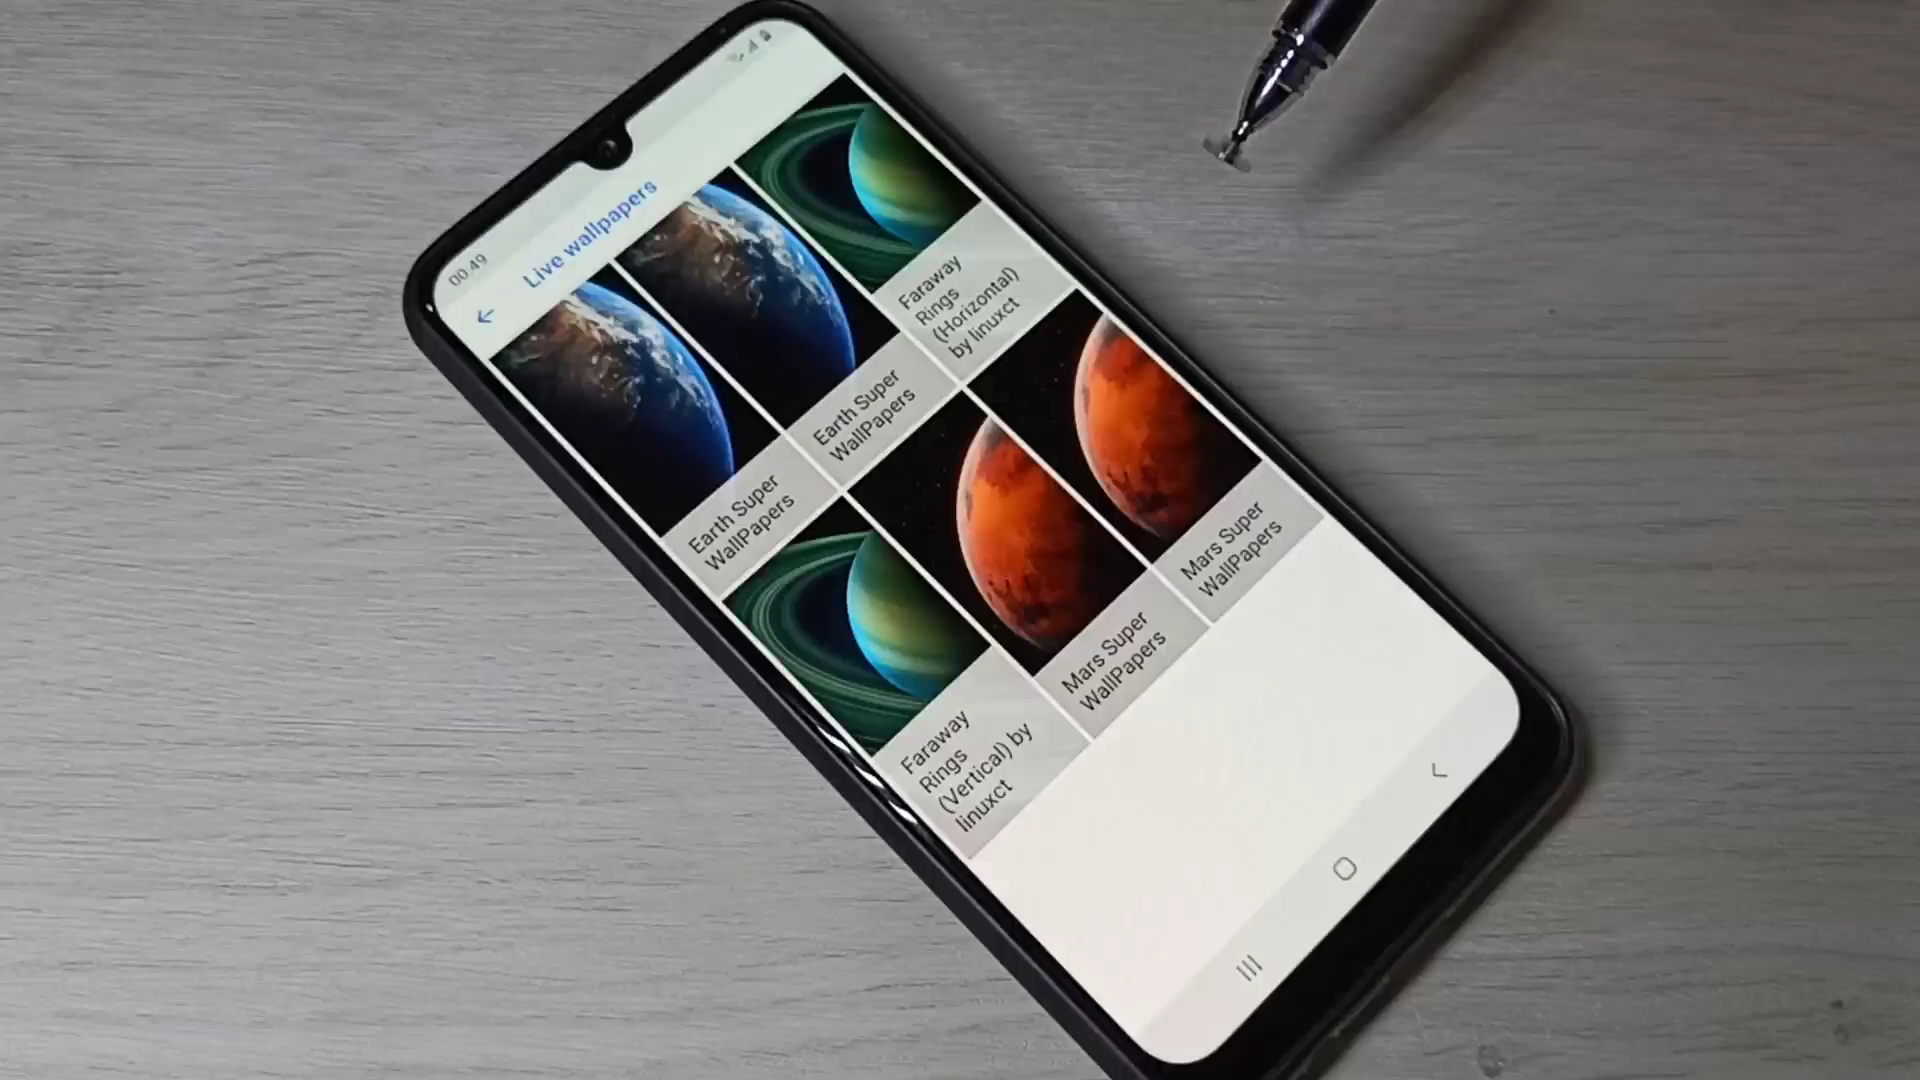 00:49
Live wallpapers
Earth Super
WallPapers
Earth Super
WallPapers
Faraway
Rings
(Horizontal)
by linuxct
Faraway
Rings
(Vertical) by
linuxct
Mars Super
WallPapers
Mars Super
WallPapers